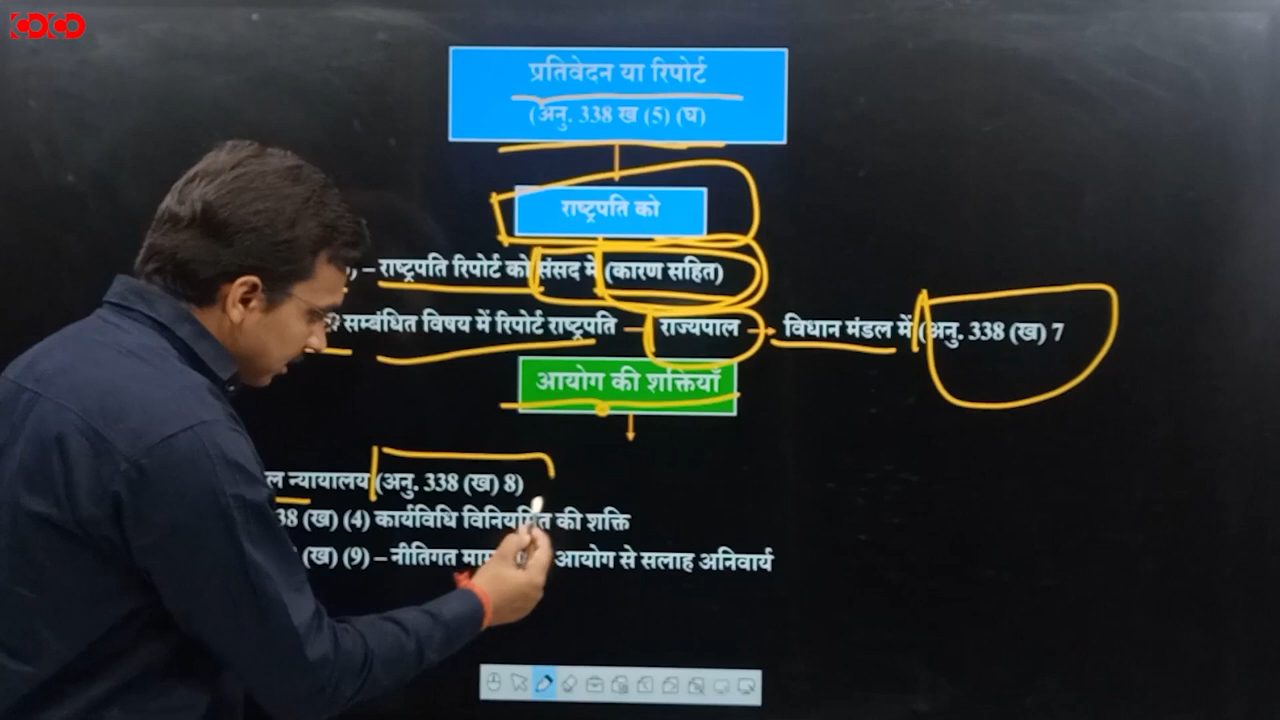 प्रतिवेदन या रिपोर्ट
(अनु. 338 ख (5) (घ)
राष्ट्रपति को
– राष्ट्रपति रिपोर्ट को संसद में (कारण सहित)
सम्बंधित विषय में रिपोर्ट राष्ट्रपति → राज्यपाल → विधान मंडल में (अनु. 338 (ख) 7
आयोग की शक्तियाँ
न्यायालय (अनु. 338 (ख) 8)
(ख) (4) कार्यविधि विनियमित की शक्ति
(ख) (9) – नीतिगत आयोग से सलाह अनिवार्य